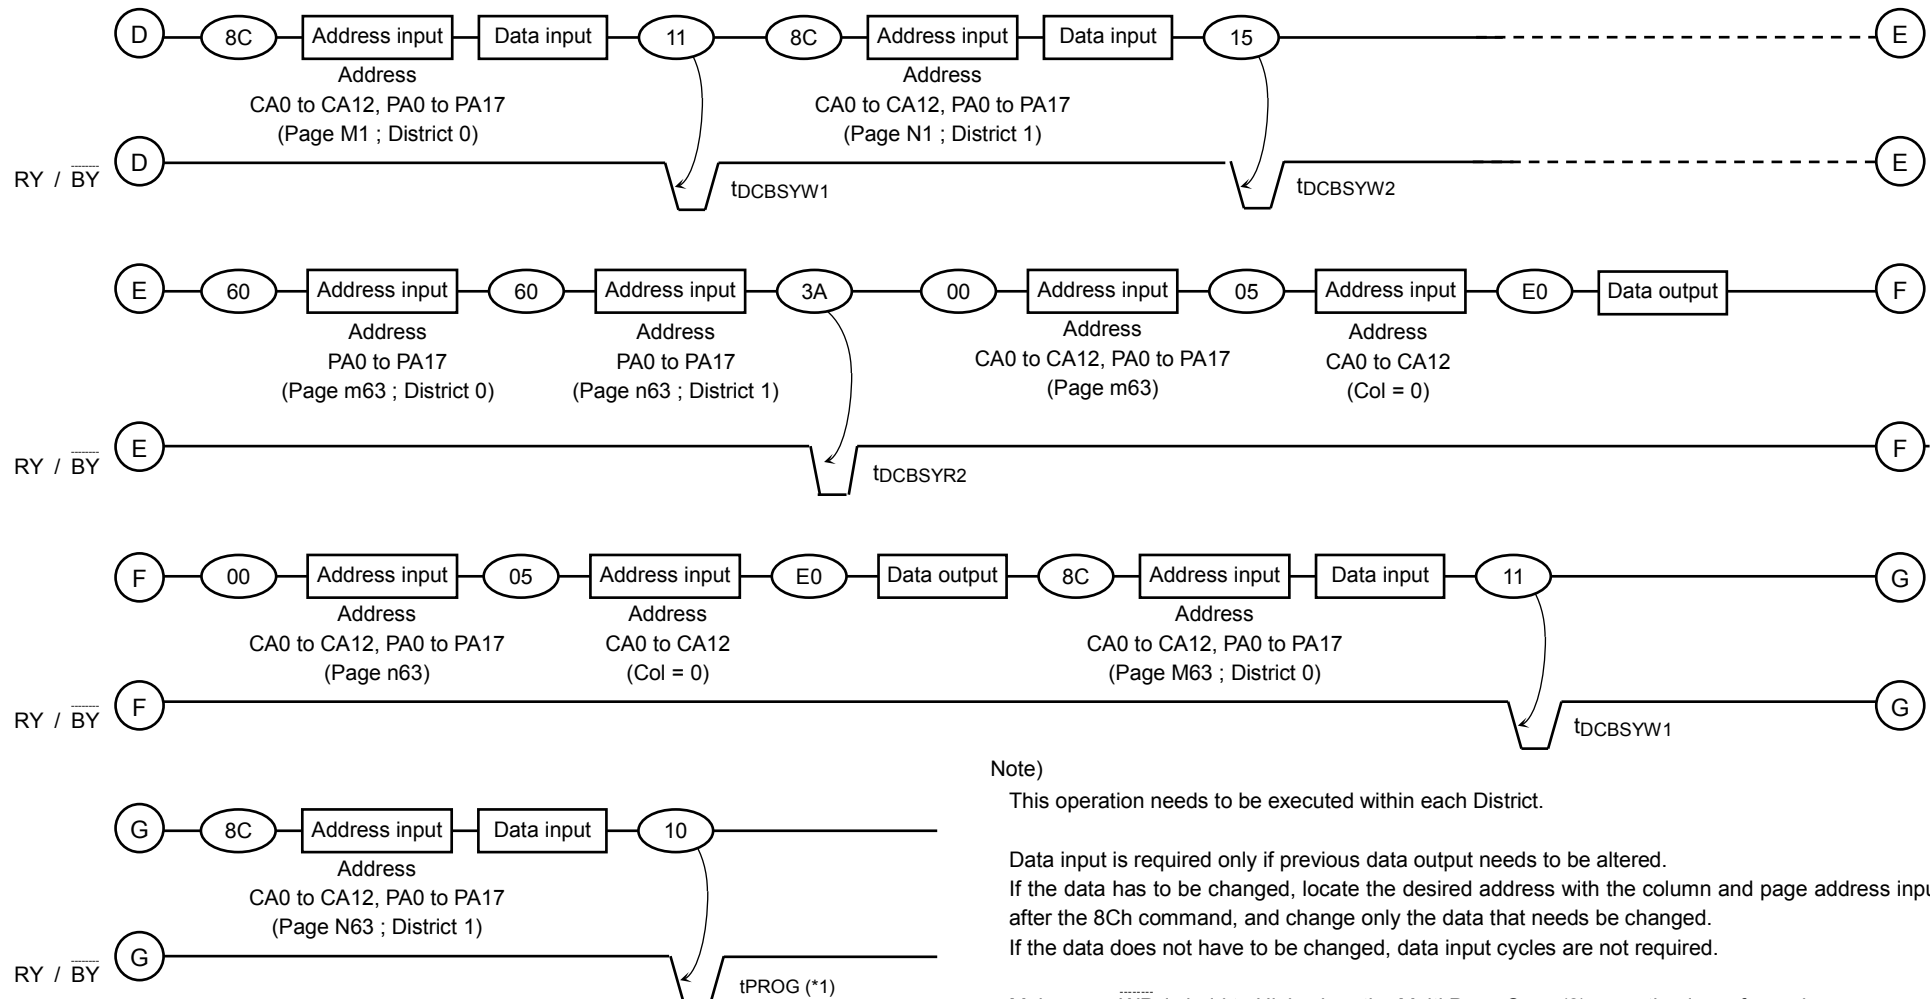 D 8C Address input Data input 11 8C Address input Data input 15 E
Address Address
CA0 to CA12, PA0 to PA17 CA0 to CA12, PA0 to PA17
(Page M1 ; District 0) (Page N1 ; District 1)
RY / BY D E
tDCBSYW1 tDCBSYW2
E 60 Address input 60 Address input 3A 00 Address input 05 Address input E0 Data output F
Address Address Address Address
PA0 to PA17 PA0 to PA17 CA0 to CA12, PA0 to PA17 CA0 to CA12
(Page m63 ; District 0) (Page n63 ; District 1) (Page m63) (Col = 0)
RY / BY E F
tDCBSYR2
F 00 Address input 05 Address input E0 Data output 8C Address input Data input 11 G
Address Address Address
CA0 to CA12, PA0 to PA17 CA0 to CA12 CA0 to CA12, PA0 to PA17
(Page n63) (Col = 0) (Page M63 ; District 0)
RY / BY F G
tDCBSYW1
G 8C Address input Data input 10
Address
CA0 to CA12, PA0 to PA17
(Page N63 ; District 1)
RY / BY G
tPROG (*1)
Note)
This operation needs to be executed within each District.
Data input is required only if previous data output needs to be altered.
If the data has to be changed, locate the desired address with the column and page address
after the 8Ch command, and change only the data that needs be changed.
If the data does not have to be changed, data input cycles are not required.